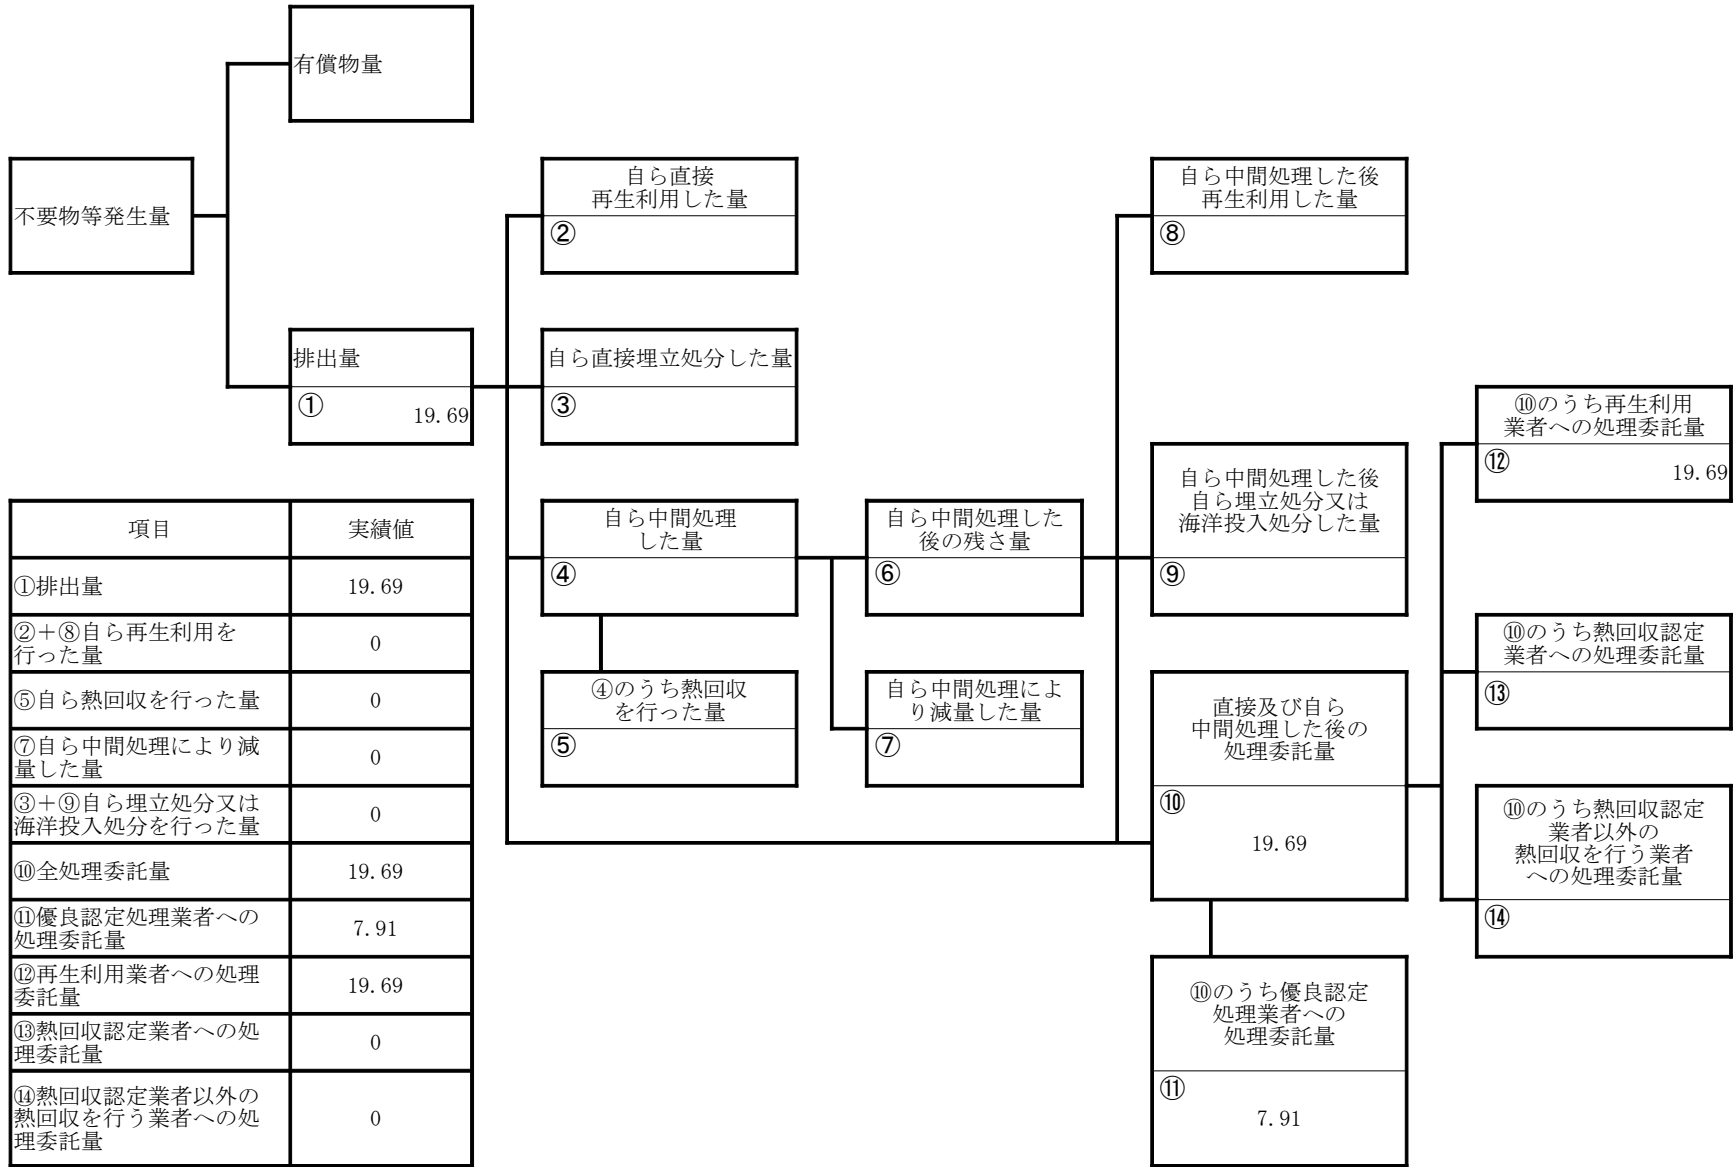 有償物量
不要物等発生量
自ら直接
再生利用した量
②
自ら中間処理した後
再生利用した量
⑧
排出量
①
19.69
自ら直接埋立処分した量
③
⑩のうち再生利用
業者への処理委託量
⑫
19.69
自ら中間処理
した量
④
自ら中間処理した
後の残さ量
⑥
自ら中間処理した後
自ら埋立処分又は
海洋投入処分した量
⑨
④のうち熱回収
を行った量
⑤
自ら中間処理によ
り減量した量
⑦
直接及び自ら
中間処理した後の
処理委託量
⑩
19.69
⑩のうち熱回収認定
業者への処理委託量
⑬
⑩のうち熱回収認定
業者以外の
熱回収を行う業者
への処理委託量
⑭
⑩のうち優良認定
処理業者への
処理委託量
⑪
7.91
項目 実績値
①排出量 19.69
②＋⑧自ら再生利用を
行った量 0
⑤自ら熱回収を行った量 0
⑦自ら中間処理により減
量した量 0
③＋⑨自ら埋立処分又は
海洋投入処分を行った量 0
⑩全処理委託量 19.69
⑪優良認定処理業者への
処理委託量 7.91
⑫再生利用業者への処理
委託量 19.69
⑬熱回収認定業者への処
理委託量 0
⑭熱回収認定業者以外の
熱回収を行う業者への処
理委託量 0